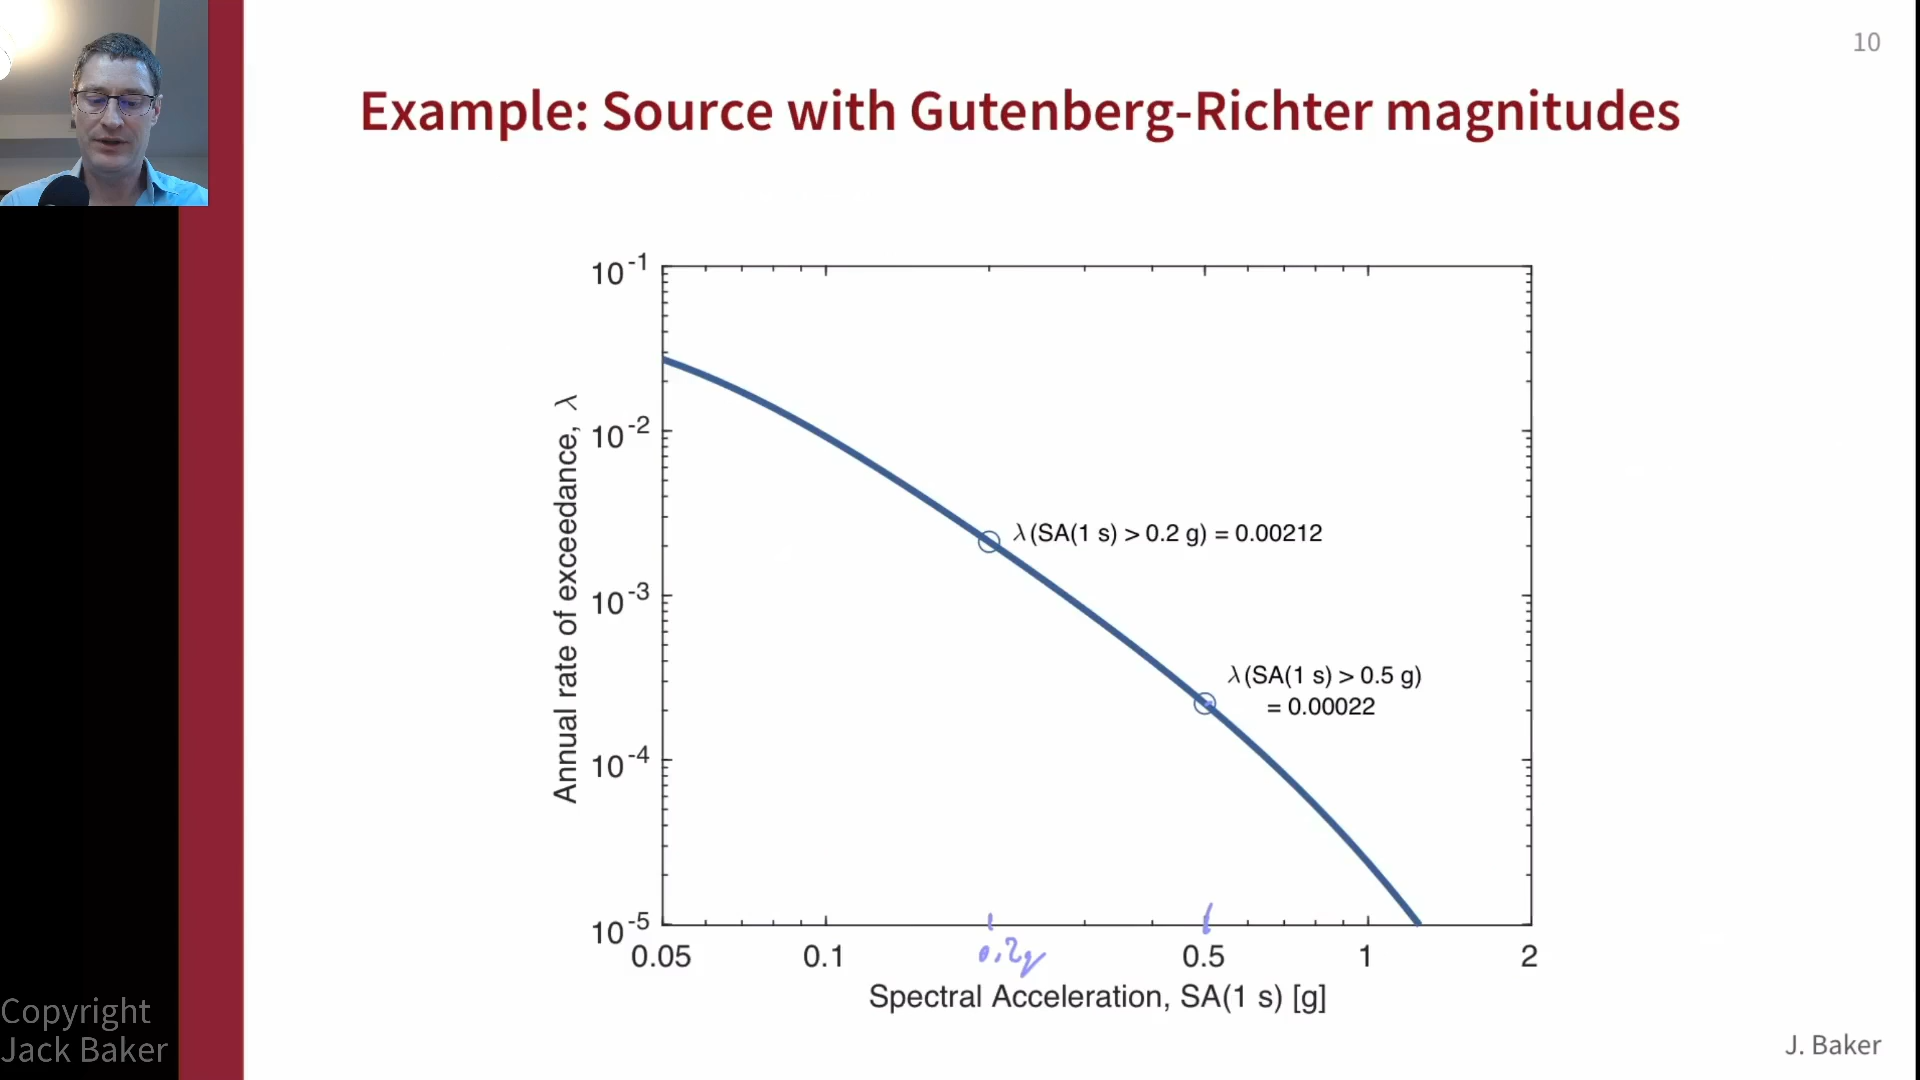 10
Example: Source with Gutenberg-Richter magnitudes
10-1
10-2
10-3
10-4
10-5
Annual rate of exceedance, λ
λ(SA(1 s) > 0.2 g) = 0.00212
λ(SA(1 s) > 0.5 g)
= 0.00022
0.05 0.1 0.2g 0.5 1 2
Spectral Acceleration, SA(1 s) [g]
Copyright
Jack Baker
J. Baker